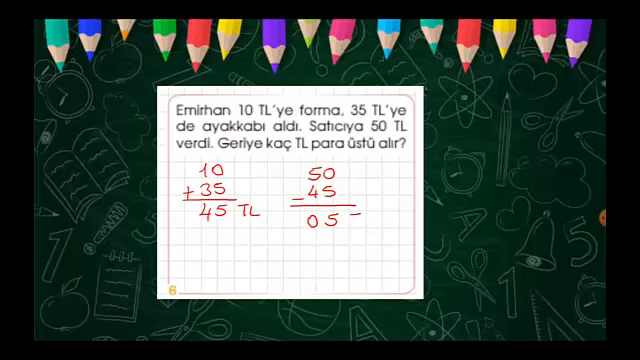 Emirhan 10 TL'ye forma, 35 TL'ye
de ayakkabı aldı. Satıcıya 50 TL
verdi. Geriye kaç TL para üstü alır?
10
+35
45 TL
50
-45
05 -
6